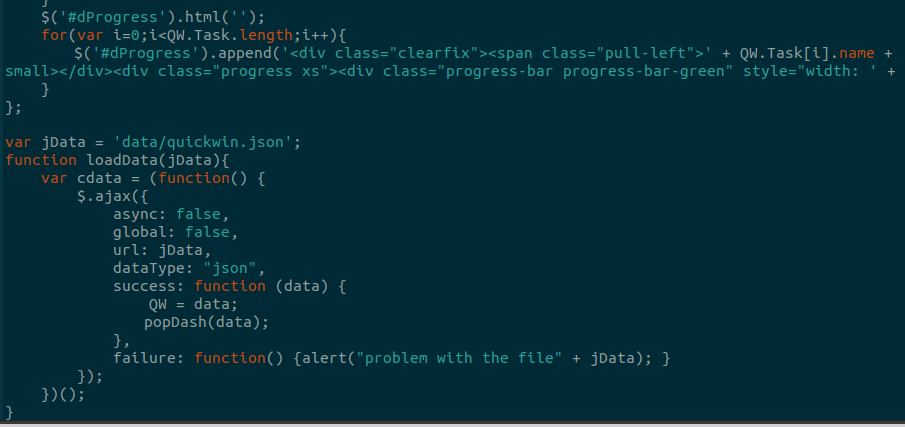 }
$('#dProgress').html('');
for(var i=0;i<QW.Task.length;i++){
$('#dProgress').append('<div class="clearfix"><span class="pull-left">' + QW.Task[i].name +
small></div><div class="progress xs"><div class="progress-bar progress-bar-green" style="width: ' +
}
};
var jData = 'data/quickwin.json';
function loadData(jData){
var cdata = (function() {
$.ajax({
async: false,
global: false,
url: jData,
dataType: "json",
success: function (data) {
QW = data;
popDash(data);
},
failure: function() {alert("problem with the file" + jData); }
});
})();
}